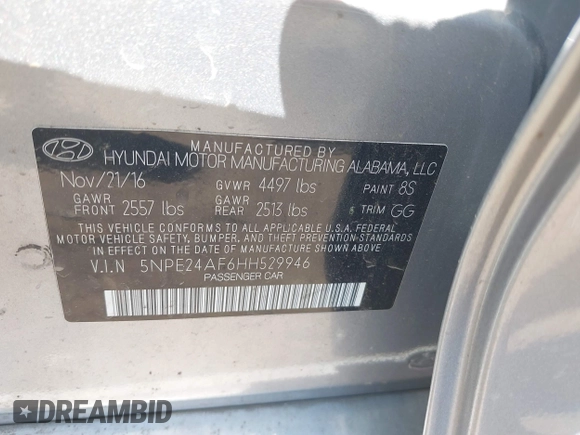 MANUFACTURED BY
HYUNDAI MOTOR MANUFACTURING ALABAMA, LLC
Nov/21/16 GVWR 4497 lbs PAINT 8S
GAWR FRONT 2557 lbs GAWR REAR 2513 lbs TRIM GG
THIS VEHICLE CONFORMS TO ALL APPLICABLE U.S.A. FEDERAL
MOTOR VEHICLE SAFETY, BUMPER, AND THEFT PREVENTION STANDARDS
IN EFFECT ON THE DATE OF MANUFACTURE SHOWN ABOVE.
V.I.N 5NPE24AF6HH529946
PASSENGER CAR
DREAMBID